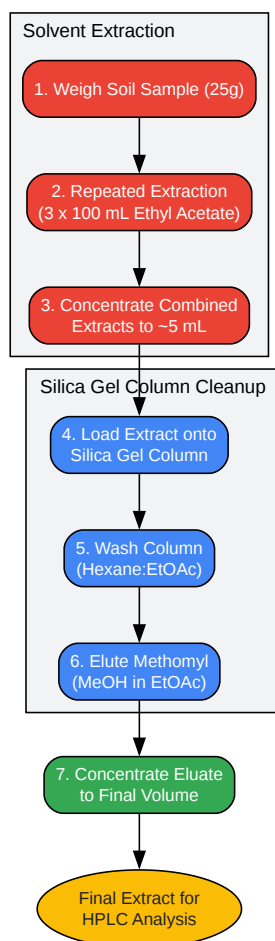 Solvent Extraction
1. Weigh Soil Sample (25g)
2. Repeated Extraction
(3 x 100 mL Ethyl Acetate)
3. Concentrate Combined
Extracts to ~5 mL
Silica Gel Column Cleanup
4. Load Extract onto
Silica Gel Column
5. Wash Column
(Hexane:EtOAc)
6. Elute Methomyl
(MeOH in EtOAc)
7. Concentrate Eluate
to Final Volume
Final Extract for
HPLC Analysis